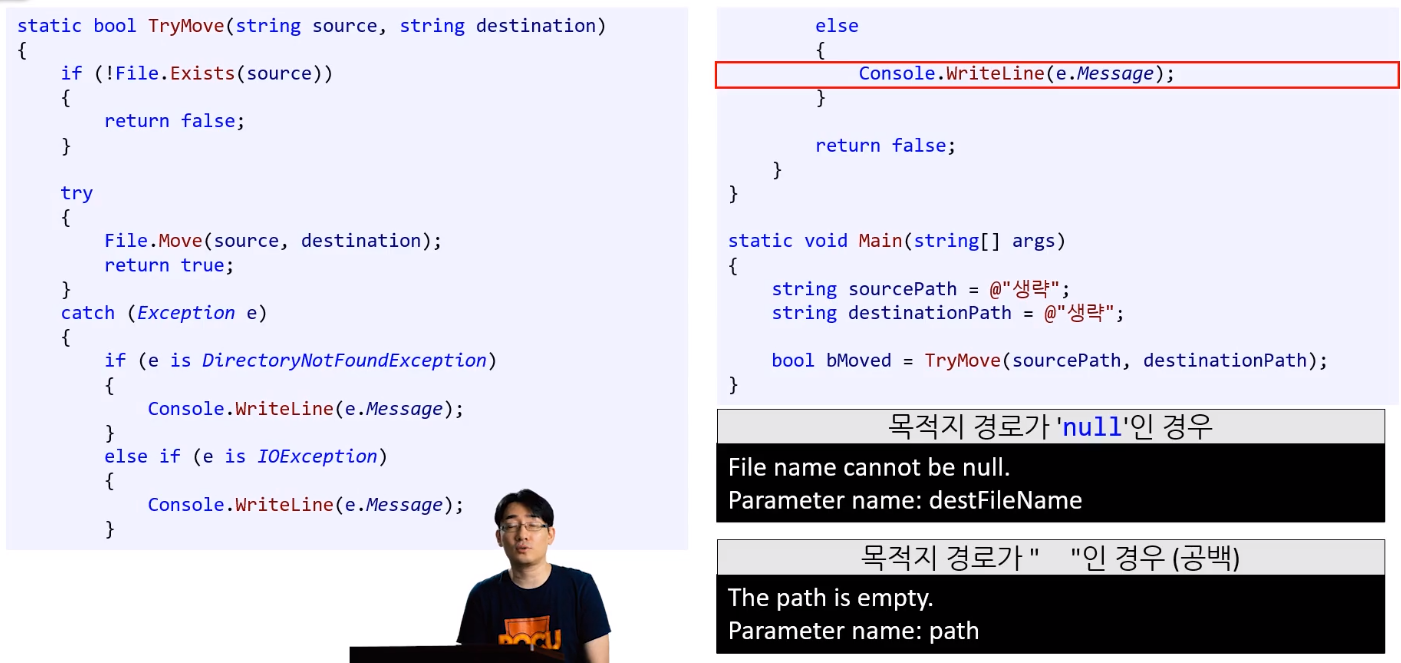 static bool TryMove(string source, string destination)
{
    if (!File.Exists(source))
    {
        return false;
    }
    try
    {
        File.Move(source, destination);
        return true;
    }
    catch (Exception e)
    {
        if (e is DirectoryNotFoundException)
        {
            Console.WriteLine(e.Message);
        }
        else if (e is IOException)
        {
            Console.WriteLine(e.Message);
        }
        else
        {
            Console.WriteLine(e.Message);
        }
        return false;
    }
}
static void Main(string[] args)
{
    string sourcePath = @"생략";
    string destinationPath = @"생략";
    bool bMoved = TryMove(sourcePath, destinationPath);
}
목적지 경로가 'null'인 경우
File name cannot be null.
Parameter name: destFileName
목적지 경로가 "    "인 경우 (공백)
The path is empty.
Parameter name: path
POCU